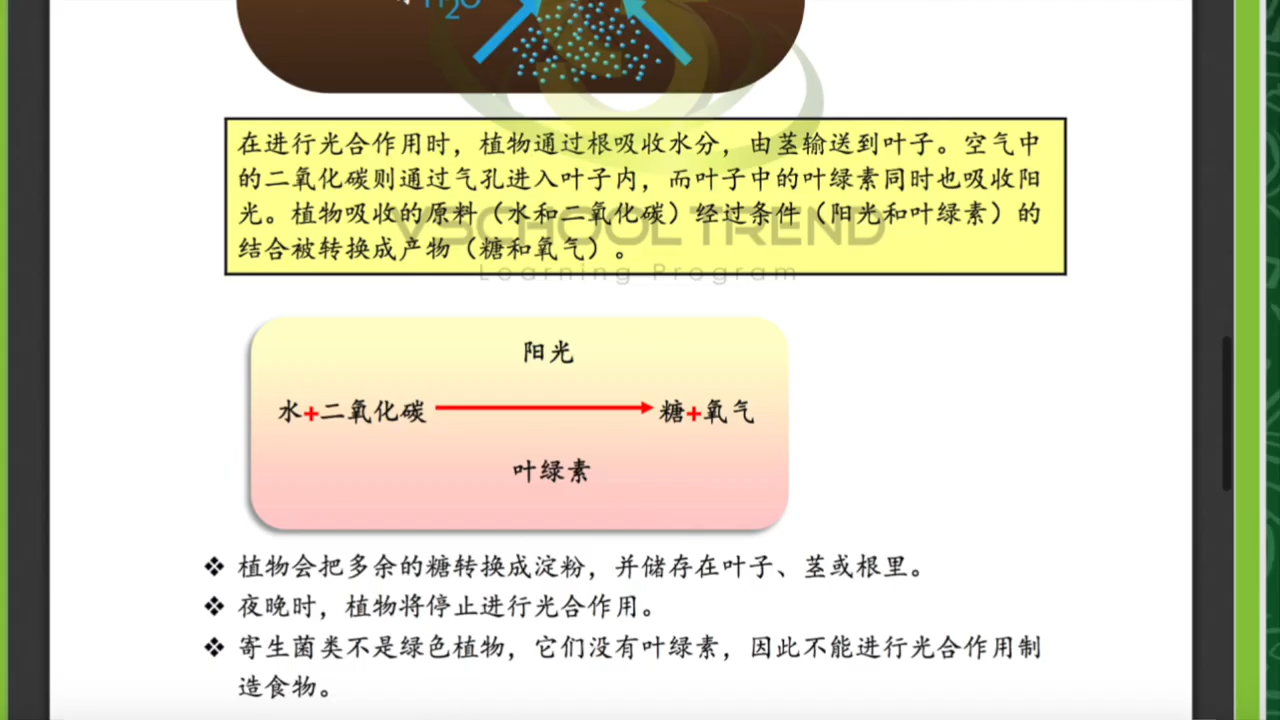 H2O
在进行光合作用时，植物通过根吸收水分，由茎输送到叶子。空气中
的二氧化碳则通过气孔进入叶子内，而叶子中的叶绿素同时也吸收阳
光。植物吸收的原料（水和二氧化碳）经过条件（阳光和叶绿素）的
VSCHOOLTREND
结合被转换成产物（糖和氧气）。
Learning Program
阳光
水+二氧化碳 糖+氧气
叶绿素
❖ 植物会把多余的糖转换成淀粉，并储存在叶子、茎或根里。
❖ 夜晚时，植物将停止进行光合作用。
❖ 寄生菌类不是绿色植物，它们没有叶绿素，因此不能进行光合作用制
造食物。